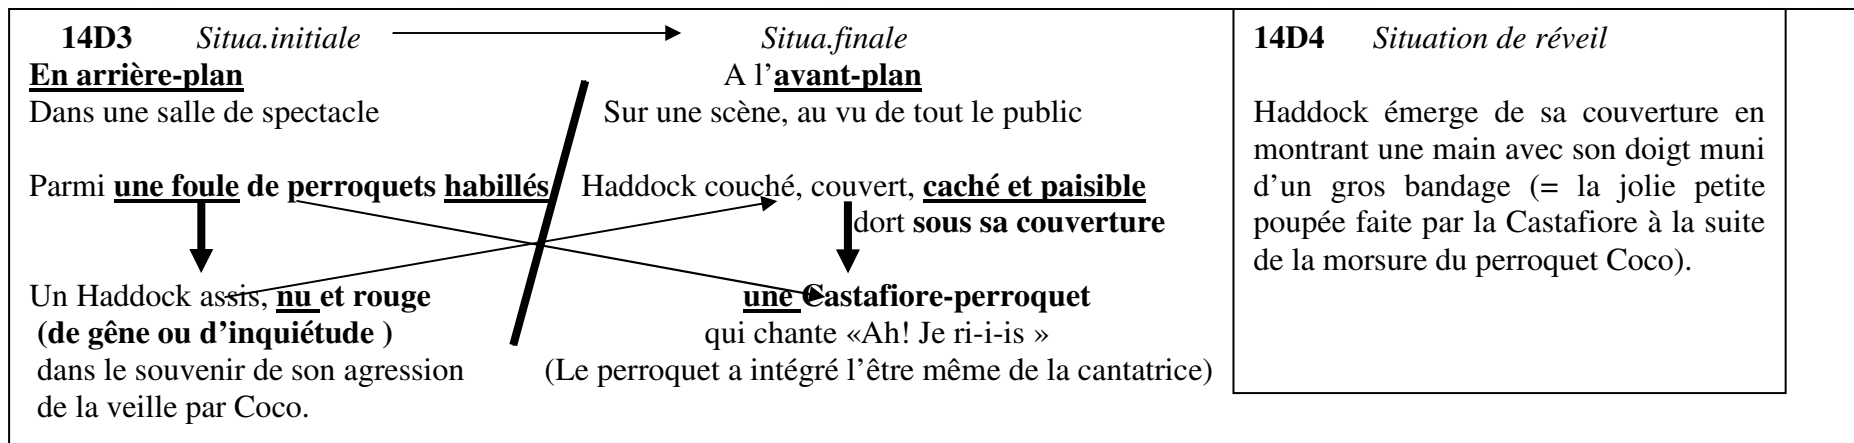 14D3 Situa.initiale Situa.finale
En arrière-plan A l’avant-plan
Dans une salle de spectacle Sur une scène, au vu de tout le public
Parmi une foule de perroquets habillés Haddock couché, couvert, caché et paisible
dort sous sa couverture
Un Haddock assis, nu et rouge une Castafiore-perroquet
(de gêne ou d’inquiétude ) qui chante «Ah! Je ri-i-is »
dans le souvenir de son agression (Le perroquet a intégré l’être même de la cantatrice)
de la veille par Coco.
14D4 Situation de réveil
Haddock émerge de sa couverture en
montrant une main avec son doigt muni
d’un gros bandage (= la jolie petite
poupée faite par la Castafiore à la suite
de la morsure du perroquet Coco).